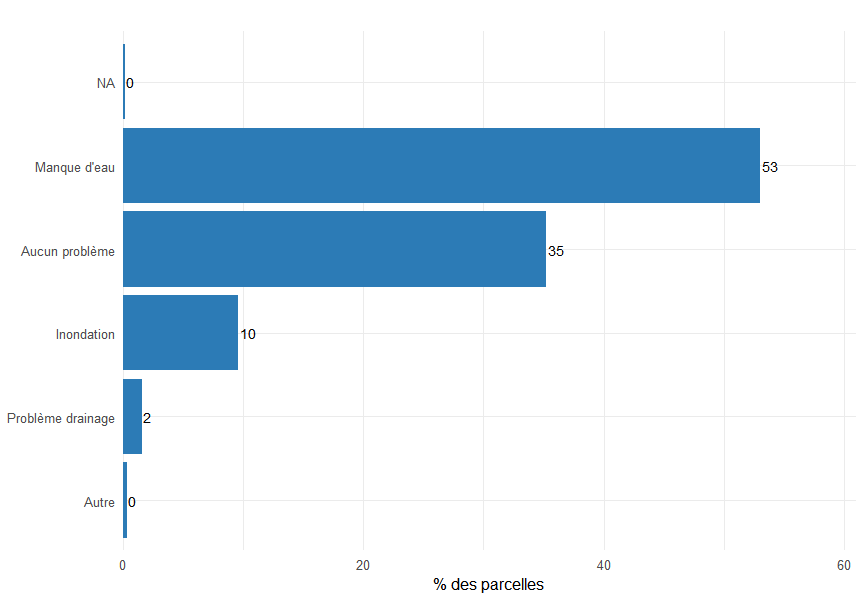 NA
0
Manque d'eau
53
Aucun problème
35
Inondation
10
Problème drainage
2
Autre
0
0
20
40
60
% des parcelles